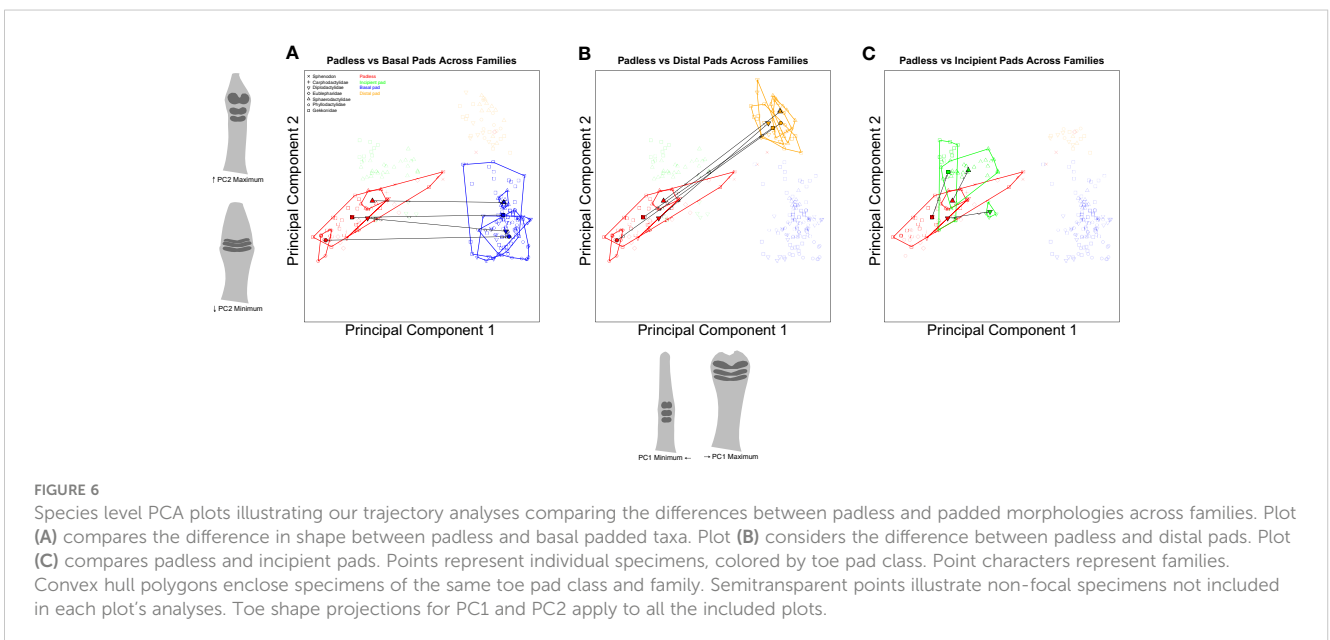 A
B
C
Padless vs Basal Pads Across Families
Padless vs Distal Pads Across Families
Padless vs Incipient Pads Across Families
Sphenodon
Carphodactylidae
Diplodactylidae
Eublepharidae
Sphaerodactylidae
Phyllodactylidae
Gekkonidae
Padless
Incipient pad
Basal pad
Distal pad
Principal Component 2
Principal Component 2
Principal Component 2
↑ PC2 Maximum
↓ PC2 Minimum
Principal Component 1
Principal Component 1
Principal Component 1
PC1 Minimum ←
→ PC1 Maximum
FIGURE 6
Species level PCA plots illustrating our trajectory analyses comparing the differences between padless and padded morphologies across families. Plot
(A) compares the difference in shape between padless and basal padded taxa. Plot (B) considers the difference between padless and distal pads. Plot
(C) compares padless and incipient pads. Points represent individual specimens, colored by toe pad class. Point characters represent families.
Convex hull polygons enclose specimens of the same toe pad class and family. Semitransparent points illustrate non-focal specimens not included
in each plot's analyses. Toe shape projections for PC1 and PC2 apply to all the included plots.